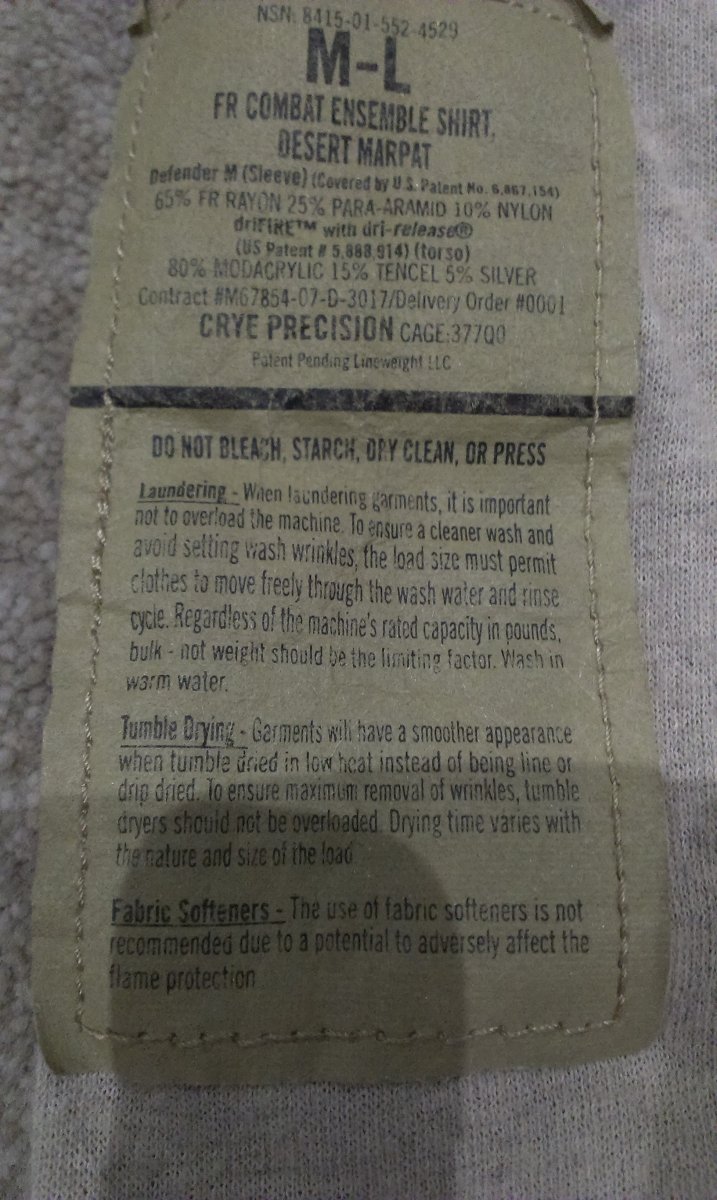 NSN: 8415-01-552-4529
M-L
FR COMBAT ENSEMBLE SHIRT,
DESERT MARPAT
Defender M (Sleeve) (Covered by U.S. Patent No. 6,867,154)
65% FR RAYON 25% PARA-ARAMID 10% NYLON
driFIRE™ with dri-release®
(US Patent # 5,888,914) (torso)
80% MODACRYLIC 15% TENCEL 5% SILVER
Contract #M67854-07-D-3017/Delivery Order #0001
CRYE PRECISION CAGE:377Q0
Patent Pending Lineweight LLC
DO NOT BLEACH, STARCH, DRY CLEAN, OR PRESS
Laundering - When laundering garments, it is important
not to overload the machine. To ensure a cleaner wash and
avoid setting wash wrinkles, the load size must permit
clothes to move freely through the wash water and rinse
cycle. Regardless of the machine's rated capacity in pounds,
bulk - not weight should be the limiting factor. Wash in
warm water.
Tumble Drying - Garments will have a smoother appearance
when tumble dried in low heat instead of being line or
drip dried. To ensure maximum removal of wrinkles, tumble
dryers should not be overloaded. Drying time varies with
the nature and size of the load
Fabric Softeners - The use of fabric softeners is not
recommended due to a potential to adversely affect the
flame protection